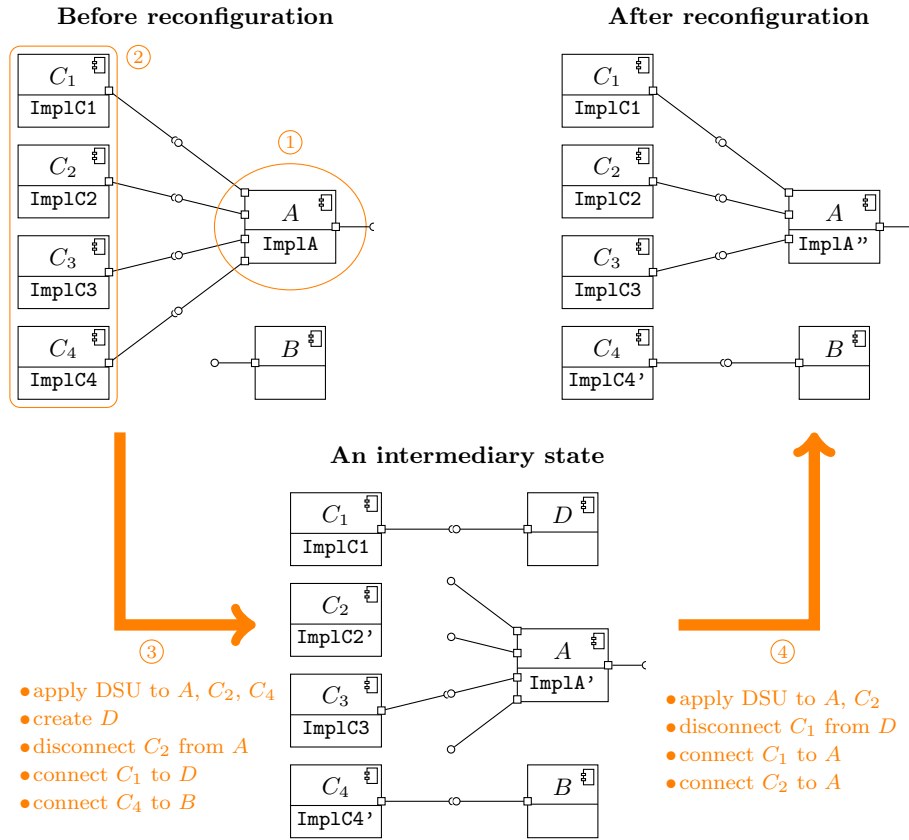 Before reconfiguration
After reconfiguration
②
C₁
ImplC1
C₂
ImplC2
C₃
ImplC3
C₄
ImplC4
①
A
ImplA
B
C₁
ImplC1
C₂
ImplC2
C₃
ImplC3
C₄
ImplC4'
A
ImplA”
B
An intermediary state
C₁
ImplC1
D
C₂
ImplC2'
C₃
ImplC3
A
ImplA'
C₄
ImplC4'
B
③
• apply DSU to A, C₂, C₄
• create D
• disconnect C₂ from A
• connect C₁ to D
• connect C₄ to B
④
• apply DSU to A, C₂
• disconnect C₁ from D
• connect C₁ to A
• connect C₂ to A